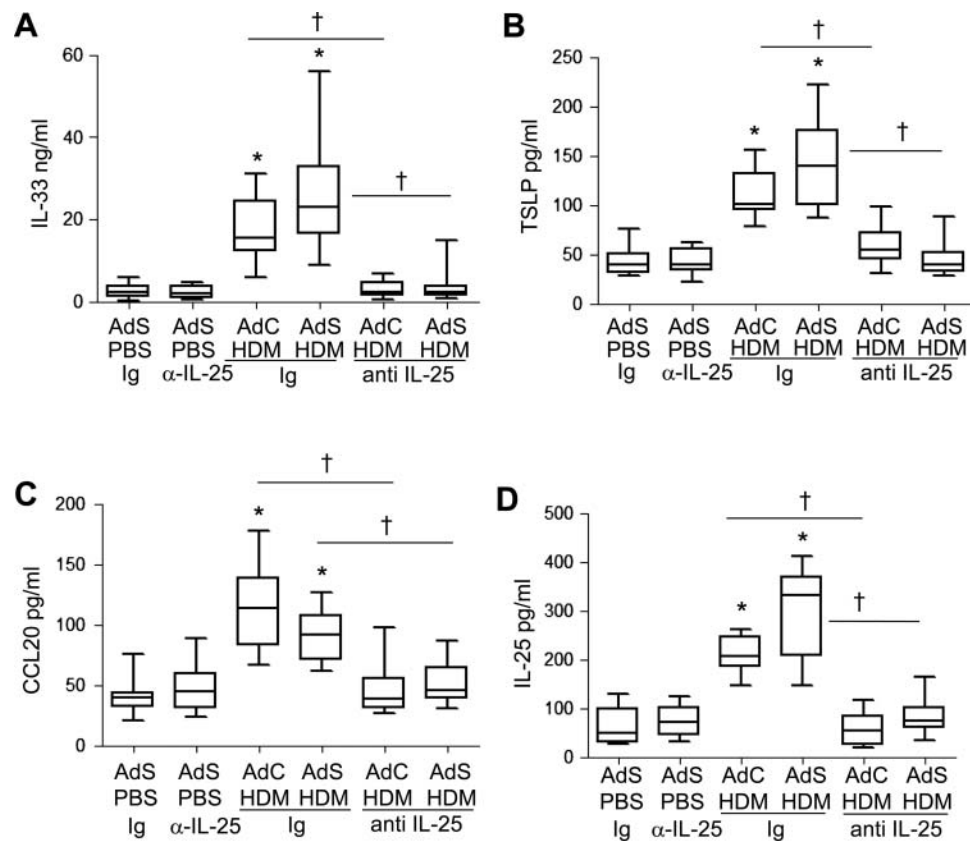 A
†
IL-33 ng/ml
60
40
20
0
*
*
†
AdS AdS AdC AdS AdC AdS
PBS PBS HDM HDM HDM HDM
Ig α-IL-25 Ig anti IL-25
B
†
TSLP pg/ml
250
200
150
100
50
0
*
*
†
AdS AdS AdC AdS AdC AdS
PBS PBS HDM HDM HDM HDM
Ig α-IL-25 Ig anti IL-25
C
†
CCL20 pg/ml
200
150
100
50
0
*
†
*
AdS AdS AdC AdS AdC AdS
PBS PBS HDM HDM HDM HDM
Ig α-IL-25 Ig anti IL-25
D
†
IL-25 pg/ml
500
400
300
200
100
0
*
*
†
AdS AdS AdC AdS AdC AdS
PBS PBS HDM HDM HDM HDM
Ig α-IL-25 Ig anti IL-25